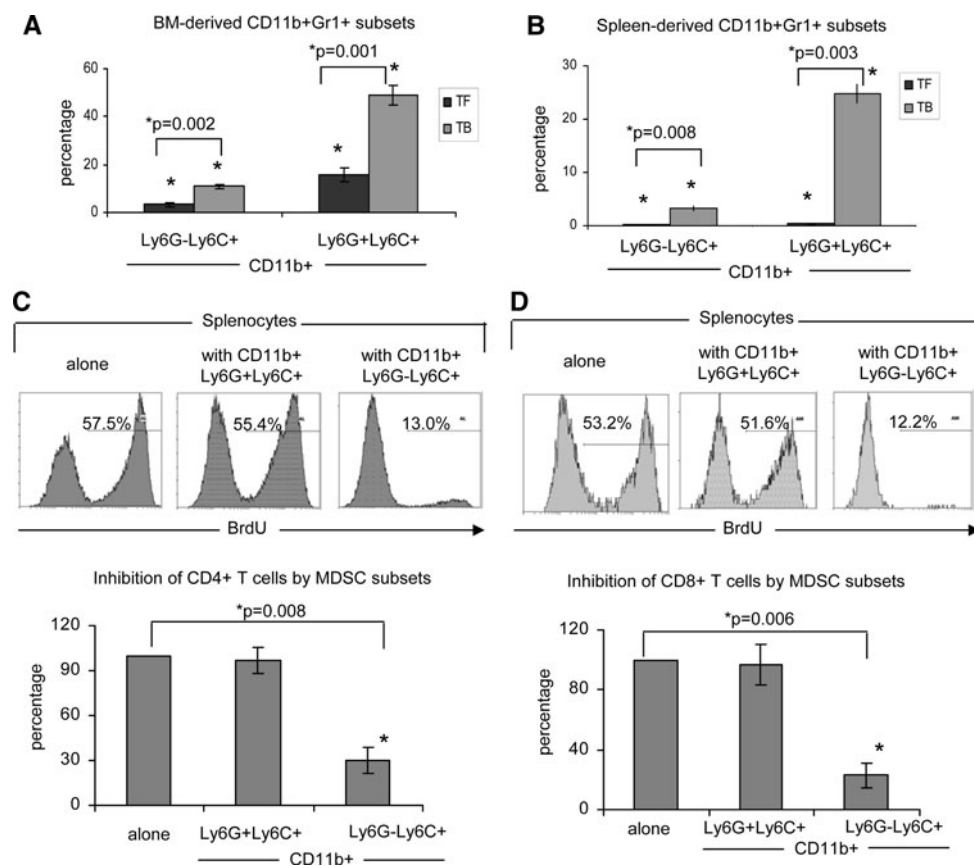 A
BM-derived CD11b+Gr1+ subsets
*p=0.001
*
*p=0.002
*
*
*
TF
TB
60
40
20
0
percentage
Ly6G-Ly6C+
Ly6G+Ly6C+
CD11b+
B
Spleen-derived CD11b+Gr1+ subsets
*p=0.003
*
*p=0.008
*
*
*
TF
TB
30
20
10
0
percentage
Ly6G-Ly6C+
Ly6G+Ly6C+
CD11b+
C
Splenocytes
alone
with CD11b+
Ly6G+Ly6C+
with CD11b+
Ly6G-Ly6C+
57.5%
55.4%
13.0%
BrdU
Inhibition of CD4+ T cells by MDSC subsets
*p=0.008
*
120
90
60
30
0
percentage
alone
Ly6G+Ly6C+
Ly6G-Ly6C+
CD11b+
D
Splenocytes
alone
with CD11b+
Ly6G+Ly6C+
with CD11b+
Ly6G-Ly6C+
53.2%
51.6%
12.2%
BrdU
Inhibition of CD8+ T cells by MDSC subsets
*p=0.006
*
120
80
40
0
percentage
alone
Ly6G+Ly6C+
Ly6G-Ly6C+
CD11b+